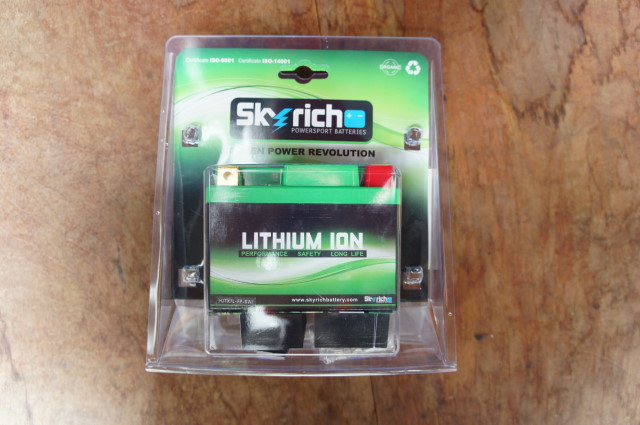 Certificate ISO-9001 Certificate ISO-14001
Skyrich
POWERSPORT BATTERIES
N POWER REVOLUTION
LITHIUM ION
PERFORMANCE SAFETY LONG LIFE
www.skyrichbattery.com
Skyrich